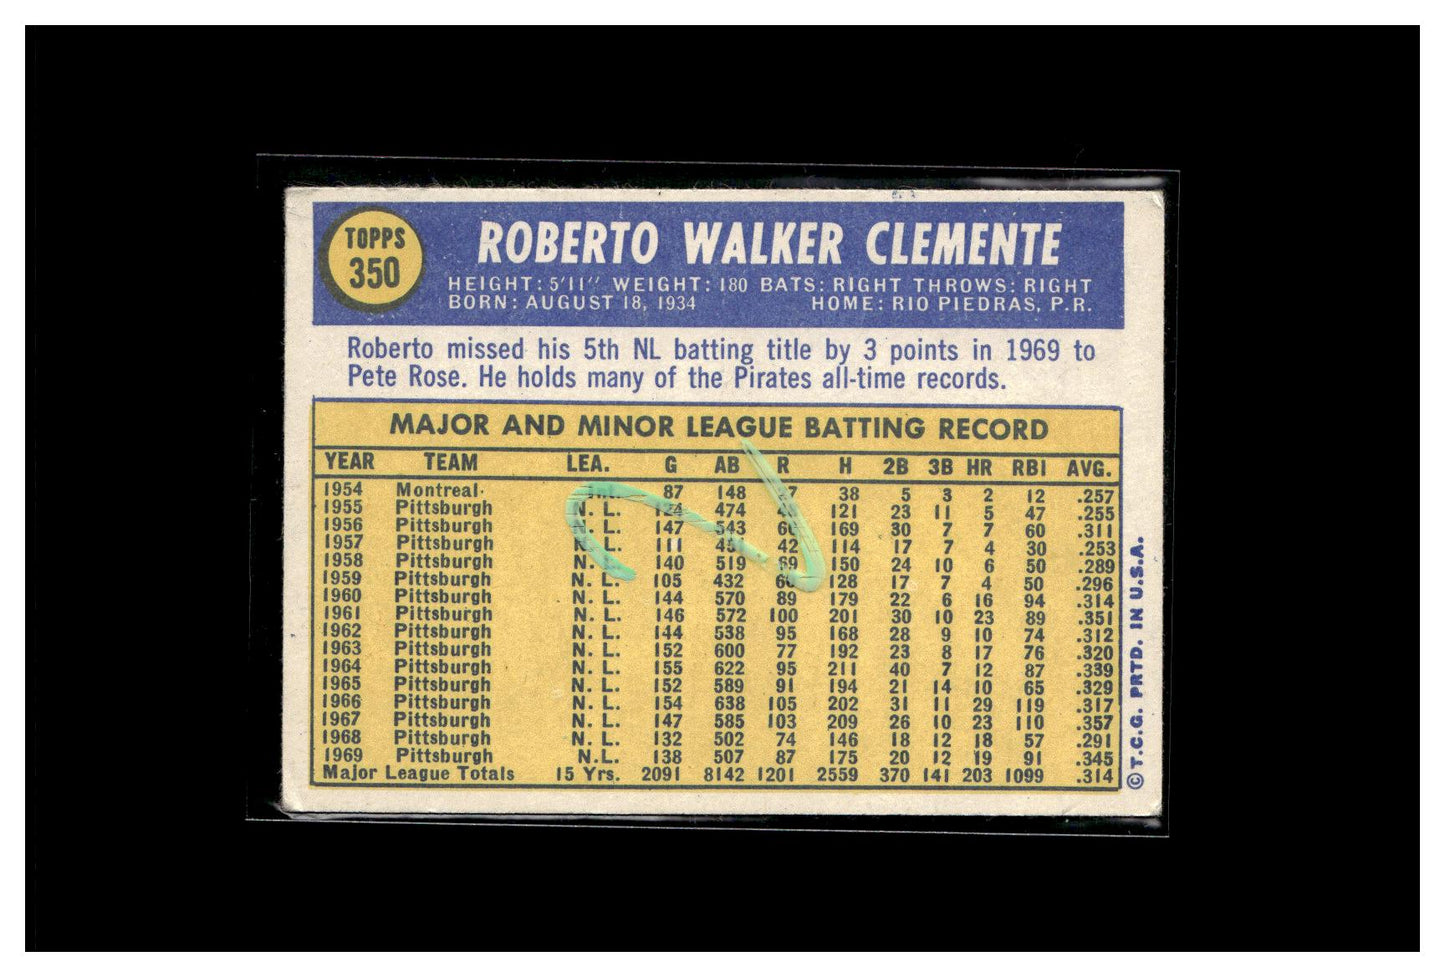 TOPPS
350
ROBERTO WALKER CLEMENTE
HEIGHT: 5'11" WEIGHT: 180 BATS: RIGHT THROWS: RIGHT
BORN: AUGUST 18, 1934 HOME: RIO PIEDRAS, P.R.
Roberto missed his 5th NL batting title by 3 points in 1969 to
Pete Rose. He holds many of the Pirates all-time records.
MAJOR AND MINOR LEAGUE BATTING RECORD
YEAR TEAM LEA. G AB R H 2B 3B HR RBI AVG.
1954 Montreal 87 148 38 5 3 2 12 .257
1955 Pittsburgh N. L. 124 474 121 23 11 5 47 .255
1956 Pittsburgh N. L. 147 543 66 169 30 7 7 60 .311
1957 Pittsburgh N. L. 111 451 42 114 17 7 4 30 .253
1958 Pittsburgh N. L. 140 519 69 150 24 10 6 50 .289
1959 Pittsburgh N. L. 105 432 60 128 17 7 4 50 .296
1960 Pittsburgh N. L. 144 570 89 179 22 6 16 94 .314
1961 Pittsburgh N. L. 146 572 100 201 30 10 23 89 .351
1962 Pittsburgh N. L. 144 538 95 168 28 9 10 74 .312
1963 Pittsburgh N. L. 152 600 77 192 23 8 17 76 .320
1964 Pittsburgh N. L. 155 622 95 211 40 7 12 87 .339
1965 Pittsburgh N. L. 152 589 91 194 21 14 10 65 .329
1966 Pittsburgh N. L. 154 638 105 202 31 11 29 119 .317
1967 Pittsburgh N. L. 147 585 103 209 26 10 23 110 .357
1968 Pittsburgh N. L. 132 502 74 146 18 12 18 57 .291
1969 Pittsburgh N.L. 138 507 87 175 20 12 19 91 .345
Major League Totals 15 Yrs. 2091 8142 1201 2559 370 141 203 1099 .314
© T.C.G. PRTD. IN U.S.A.